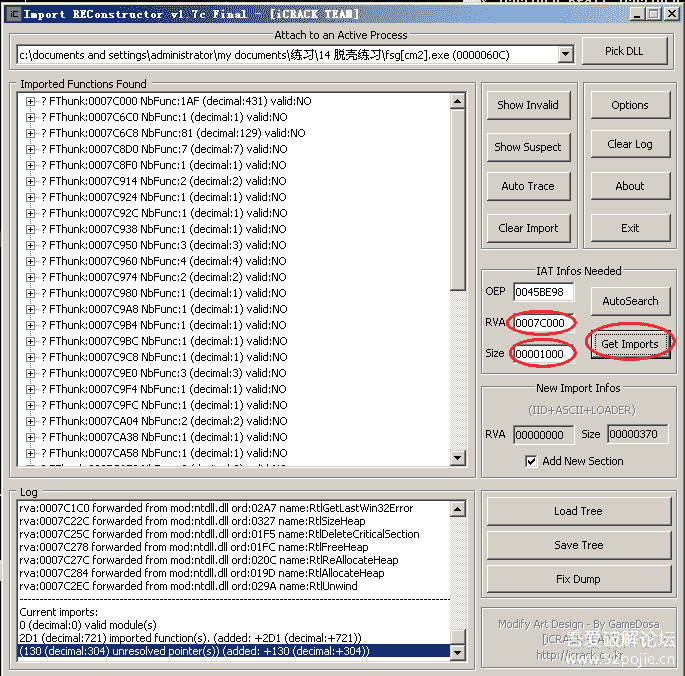 Import REConstructor v1.7c Final - [iCRACK TEAM]
Attach to an Active Process
c:\documents and settings\administrator\my documents\练习\14 脱壳练习\fsg[cm2].exe (0000060C)
Pick DLL
Imported Functions Found
? FThunk:0007C000 NbFunc:1AF (decimal:431) valid:NO
? FThunk:0007C6C0 NbFunc:1 (decimal:1) valid:NO
? FThunk:0007C6C8 NbFunc:81 (decimal:129) valid:NO
? FThunk:0007C8D0 NbFunc:7 (decimal:7) valid:NO
? FThunk:0007C8F0 NbFunc:1 (decimal:1) valid:NO
? FThunk:0007C914 NbFunc:2 (decimal:2) valid:NO
? FThunk:0007C924 NbFunc:1 (decimal:1) valid:NO
? FThunk:0007C92C NbFunc:1 (decimal:1) valid:NO
? FThunk:0007C938 NbFunc:1 (decimal:1) valid:NO
? FThunk:0007C950 NbFunc:3 (decimal:3) valid:NO
? FThunk:0007C960 NbFunc:4 (decimal:4) valid:NO
? FThunk:0007C974 NbFunc:2 (decimal:2) valid:NO
? FThunk:0007C980 NbFunc:1 (decimal:1) valid:NO
? FThunk:0007C9A8 NbFunc:1 (decimal:1) valid:NO
? FThunk:0007C9B4 NbFunc:1 (decimal:1) valid:NO
? FThunk:0007C9BC NbFunc:1 (decimal:1) valid:NO
? FThunk:0007C9C8 NbFunc:1 (decimal:1) valid:NO
? FThunk:0007C9E0 NbFunc:3 (decimal:3) valid:NO
? FThunk:0007C9F4 NbFunc:1 (decimal:1) valid:NO
? FThunk:0007C9FC NbFunc:1 (decimal:1) valid:NO
? FThunk:0007CA04 NbFunc:2 (decimal:2) valid:NO
? FThunk:0007CA38 NbFunc:1 (decimal:1) valid:NO
? FThunk:0007CA58 NbFunc:1 (decimal:1) valid:NO
Show Invalid
Show Suspect
Auto Trace
Clear Import
Options
Clear Log
About
Exit
IAT Infos Needed
OEP 0045BE98
AutoSearch
RVA 0007C000
Size 00001000
Get Imports
New Import Infos
(IID+ASCII+LOADER)
RVA 00000000 Size 00000370
Add New Section
Log
rva:0007C1C0 forwarded from mod:ntdll.dll ord:02A7 name:RtlGetLastWin32Error
rva:0007C22C forwarded from mod:ntdll.dll ord:0327 name:RtlSizeHeap
rva:0007C25C forwarded from mod:ntdll.dll ord:01F5 name:RtlDeleteCriticalSection
rva:0007C278 forwarded from mod:ntdll.dll ord:01FC name:RtlFreeHeap
rva:0007C27C forwarded from mod:ntdll.dll ord:020C name:RtlReAllocateHeap
rva:0007C284 forwarded from mod:ntdll.dll ord:019D name:RtlAllocateHeap
rva:0007C2EC forwarded from mod:ntdll.dll ord:029A name:RtlUnwind
Current imports:
0 (decimal:0) valid module(s)
2D1 (decimal:721) imported function(s). (added: +2D1 (decimal:+721))
(130 (decimal:304) unresolved pointer(s)) (added: +130 (decimal:+304))
Load Tree
Save Tree
Fix Dump
Modify Art Design - By GameDosa
吾爱破解论坛
www.52pojie.cn